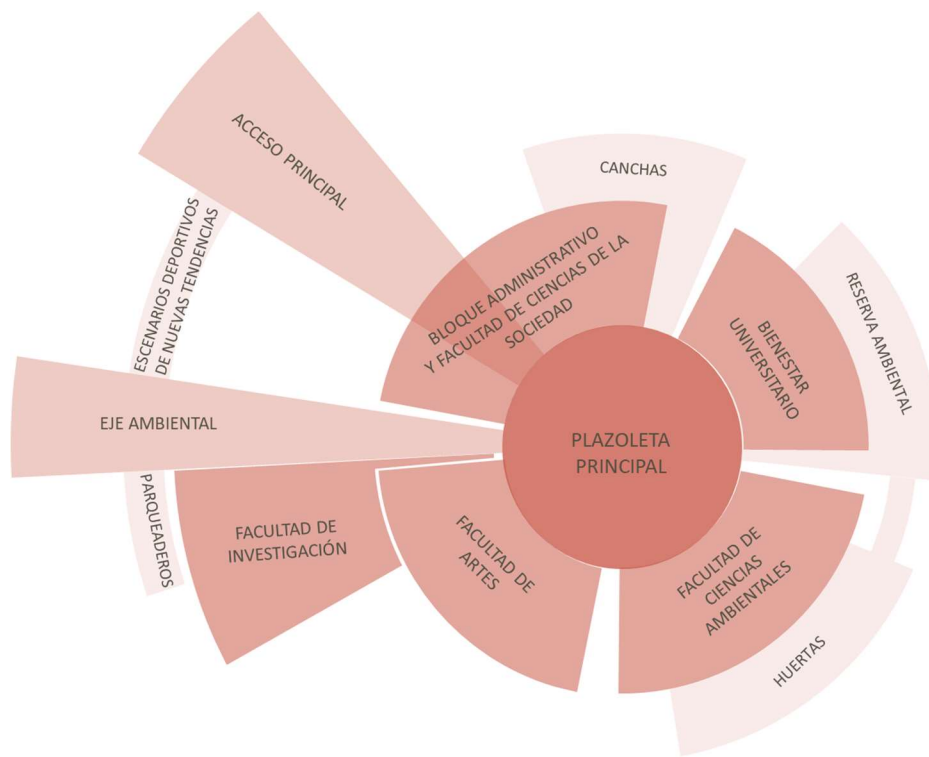 ACCESO PRINCIPAL
CANCHAS
ESCENARIOS DEPORTIVOS
DE NUEVAS TENDENCIAS
BLOQUE ADMINISTRATIVO
Y FACULTAD DE CIENCIAS DE LA
SOCIEDAD
BIENESTAR
UNIVERSITARIO
RESERVA AMBIENTAL
EJE AMBIENTAL
PLAZOLETA
PRINCIPAL
PARQUEADEROS
FACULTAD DE
INVESTIGACIÓN
FACULTAD DE
ARTES
FACULTAD DE
CIENCIAS
AMBIENTALES
HUERTAS